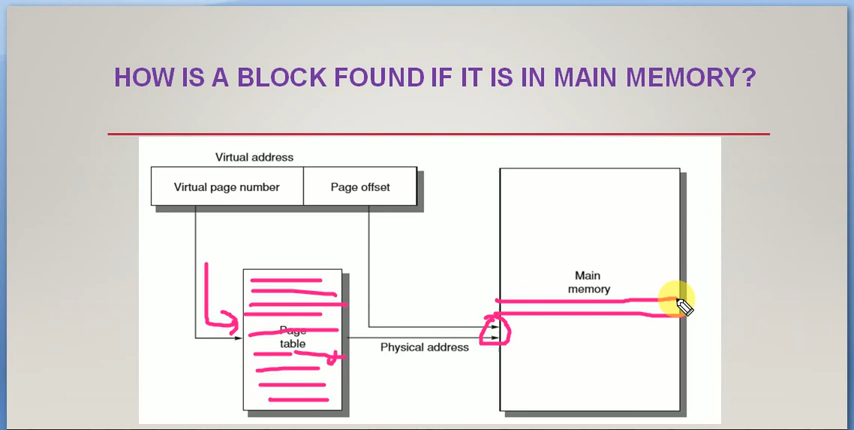 HOW IS A BLOCK FOUND IF IT IS IN MAIN MEMORY?
Virtual address
Virtual page number
Page offset
Main
memory
Page
table
Physical address